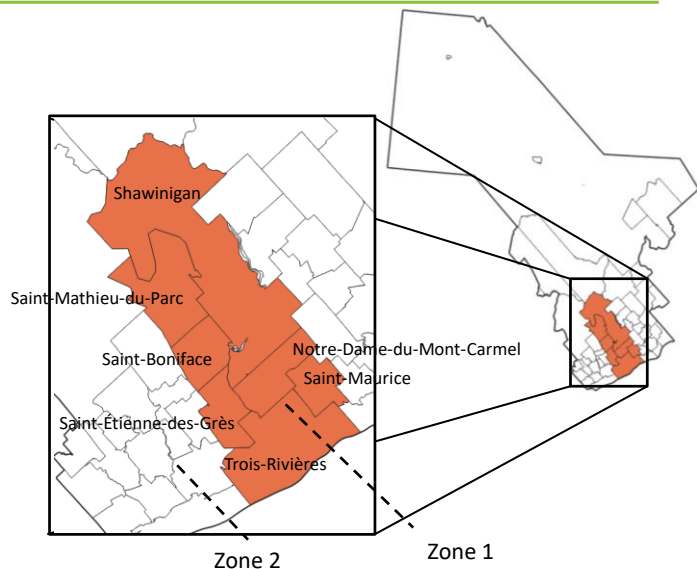 Shawinigan
Saint-Mathieu-du-Parc
Notre-Dame-du-Mont-Carmel
Saint-Boniface
Saint-Maurice
Saint-Étienne-des-Grès
Trois-Rivières
Zone 2
Zone 1